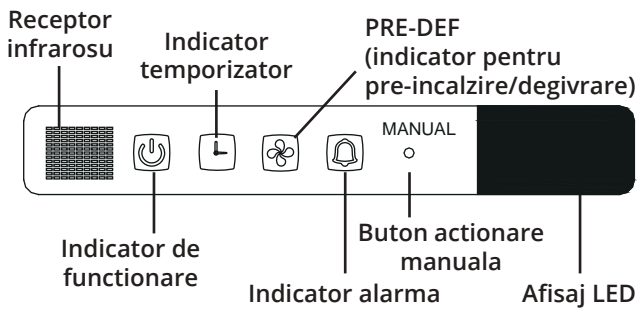 Receptor
infrarosu
Indicator
temporizator
PRE-DEF
(indicator pentru
pre-incalzire/degivrare)
MANUAL
Indicator de
functionare
Indicator alarma
Buton actionare
manuala
Afisaj LED